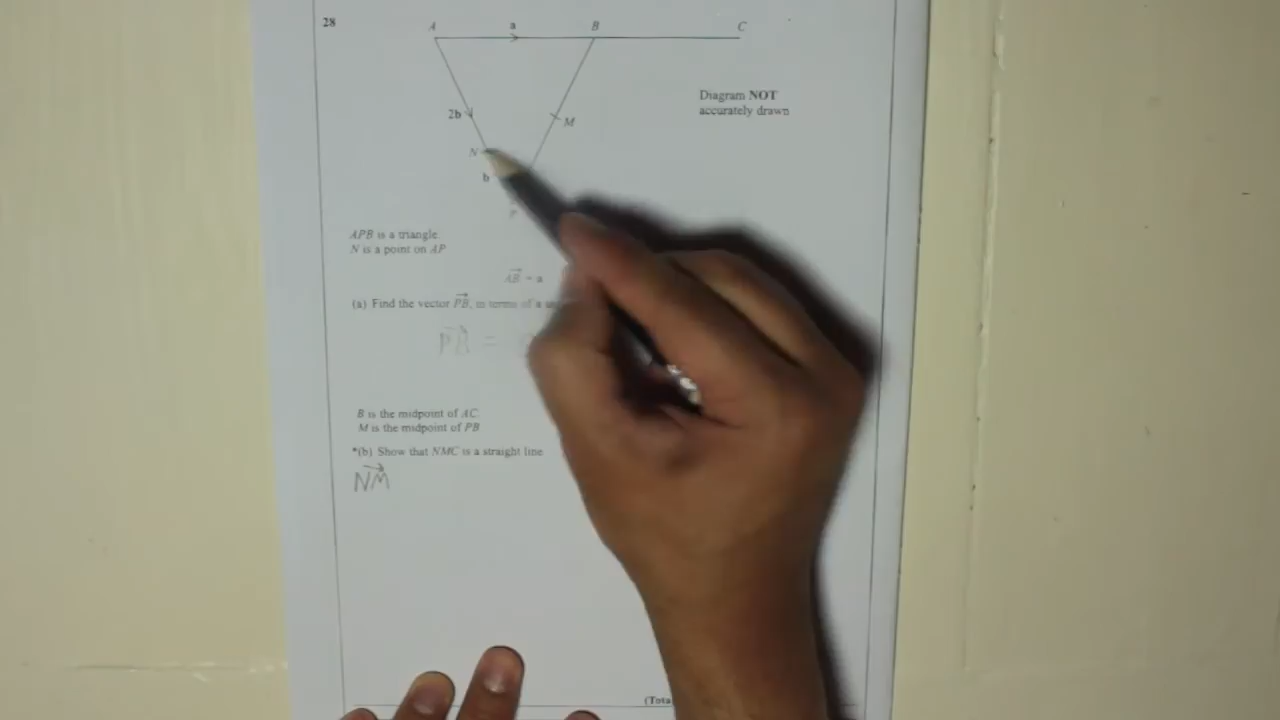 28
A a B C
Diagram NOT
accurately drawn
2b
M
N
b
P
APB is a triangle.
N is a point on AP
AB = a
(a) Find the vector PB, in terms of a
PB =
B is the midpoint of AC.
M is the midpoint of PB
*(b) Show that NMC is a straight line
NM
(Tota